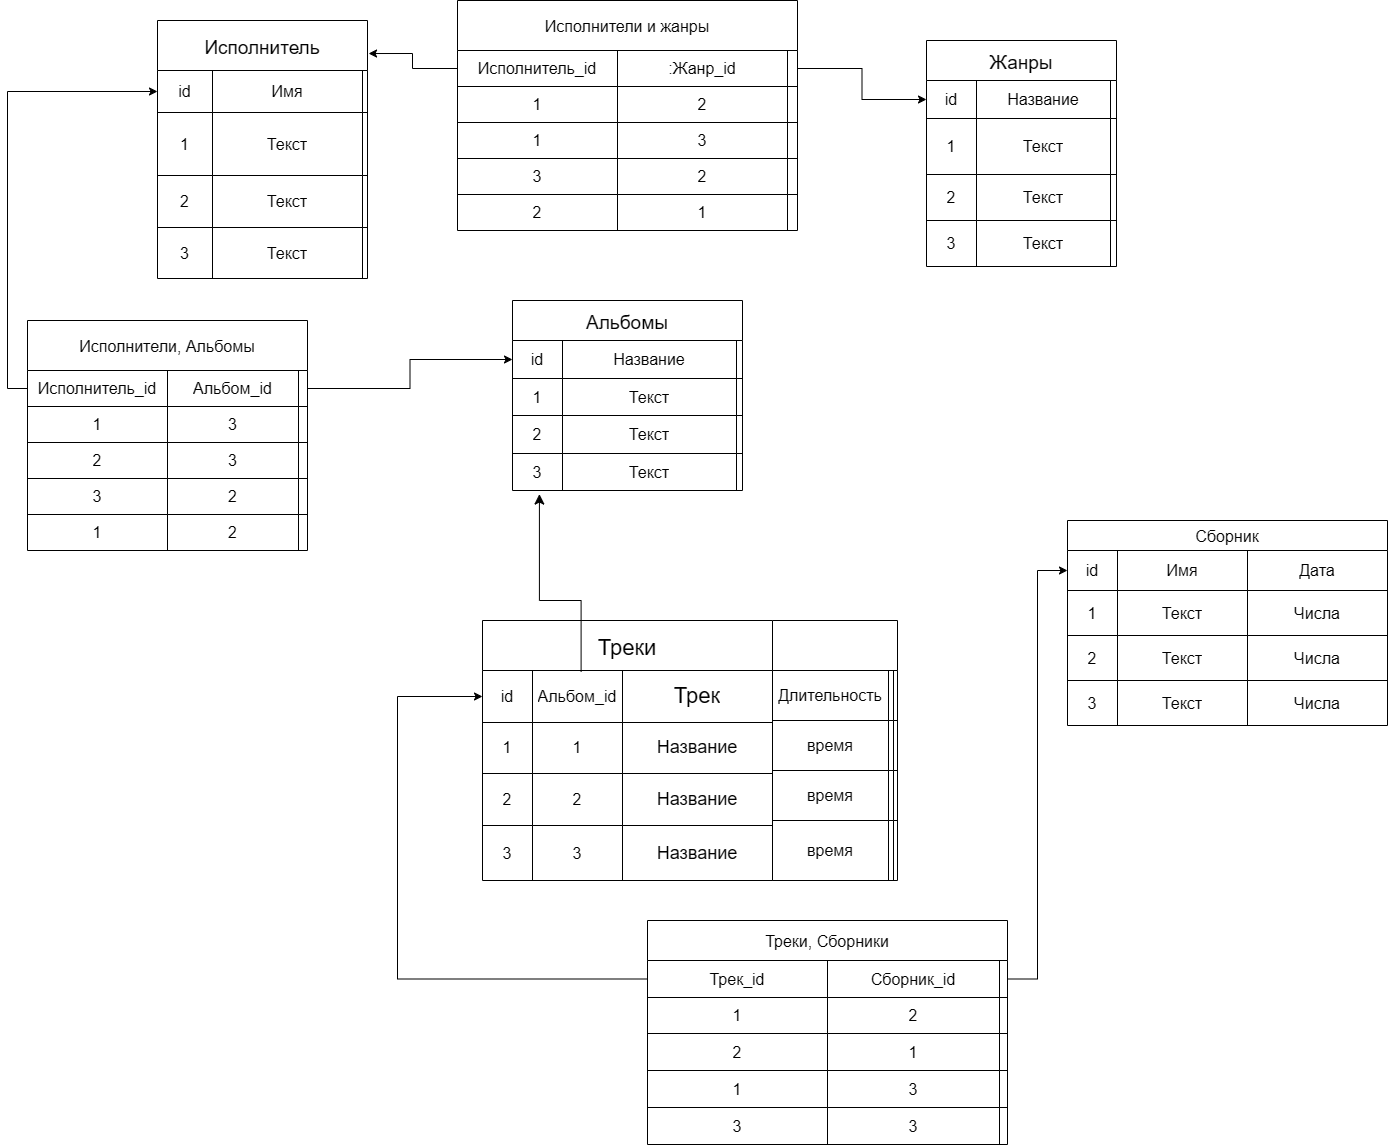 Исполнитель
id Имя
1 Текст
2 Текст
3 Текст
Исполнители и жанры
Исполнитель_id :Жанр_id
1 2
1 3
3 2
2 1
Жанры
id Название
1 Текст
2 Текст
3 Текст
Исполнители, Альбомы
Исполнитель_id Альбом_id
1 3
2 3
3 2
1 2
Альбомы
id Название
1 Текст
2 Текст
3 Текст
Сборник
id Имя Дата
1 Текст Числа
2 Текст Числа
3 Текст Числа
Треки
id Альбом_id Трек Длительность
1 1 Название время
2 2 Название время
3 3 Название время
Треки, Сборники
Трек_id Сборник_id
1 2
2 1
1 3
3 3